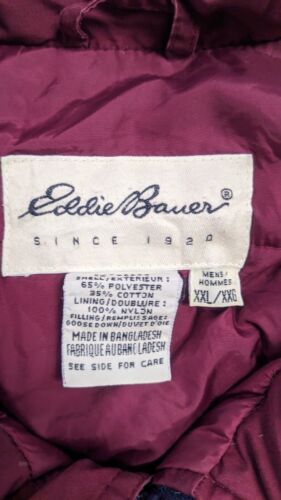 Eddie Bauer®
SINCE 1920
MENS/
HOMMES
XXL/XXG
SHELL/EXTERIEUR:
65% POLYESTER
35% COTTON
LINING/DOUBLURE:
100% NYLON
FILLING/REMPLISSAGE:
GOOSE DOWN/DUVET D'OIE
MADE IN BANGLADESH
FABRIQUE AU BANGLADESH
SEE SIDE FOR CARE